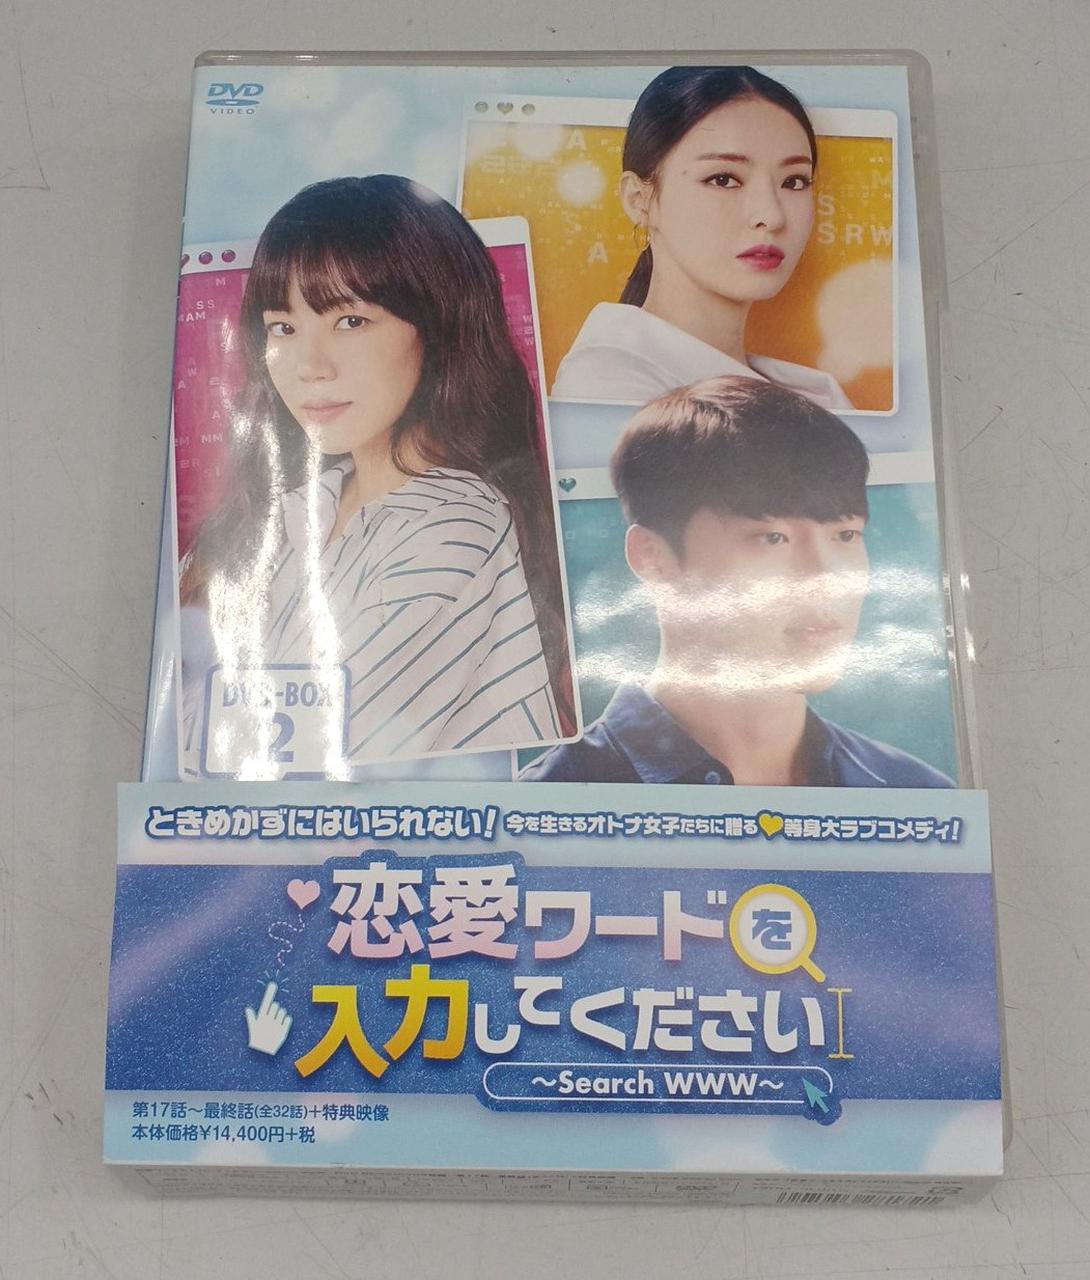 DVD
VIDEO
DVD-BOX
2
ときめかずにはいられない! 今を生きるオトナ女子たちに贈る♥等身大ラブコメディ!
恋愛ワードを
入力してください
～Search WWW～
第17話～最終話(全32話)+特典映像
本体価格¥14,400円+税